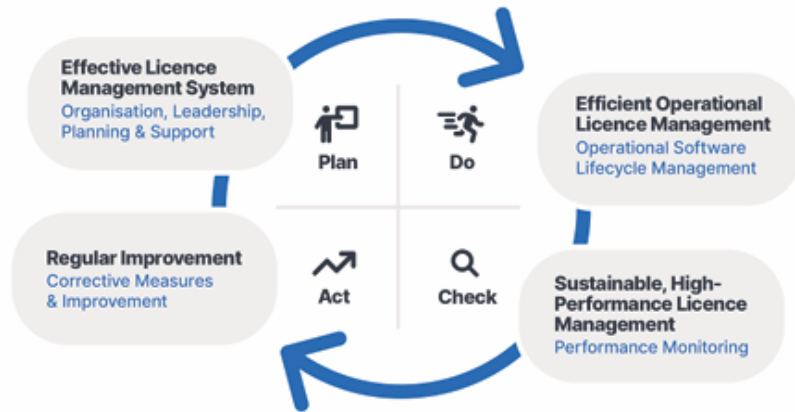 Effective Licence
Management System
Organisation, Leadership,
Planning & Support
Plan
Do
Efficient Operational
Licence Management
Operational Software
Lifecycle Management
Regular Improvement
Corrective Measures
& Improvement
Act
Check
Sustainable, High-
Performance Licence
Management
Performance Monitoring